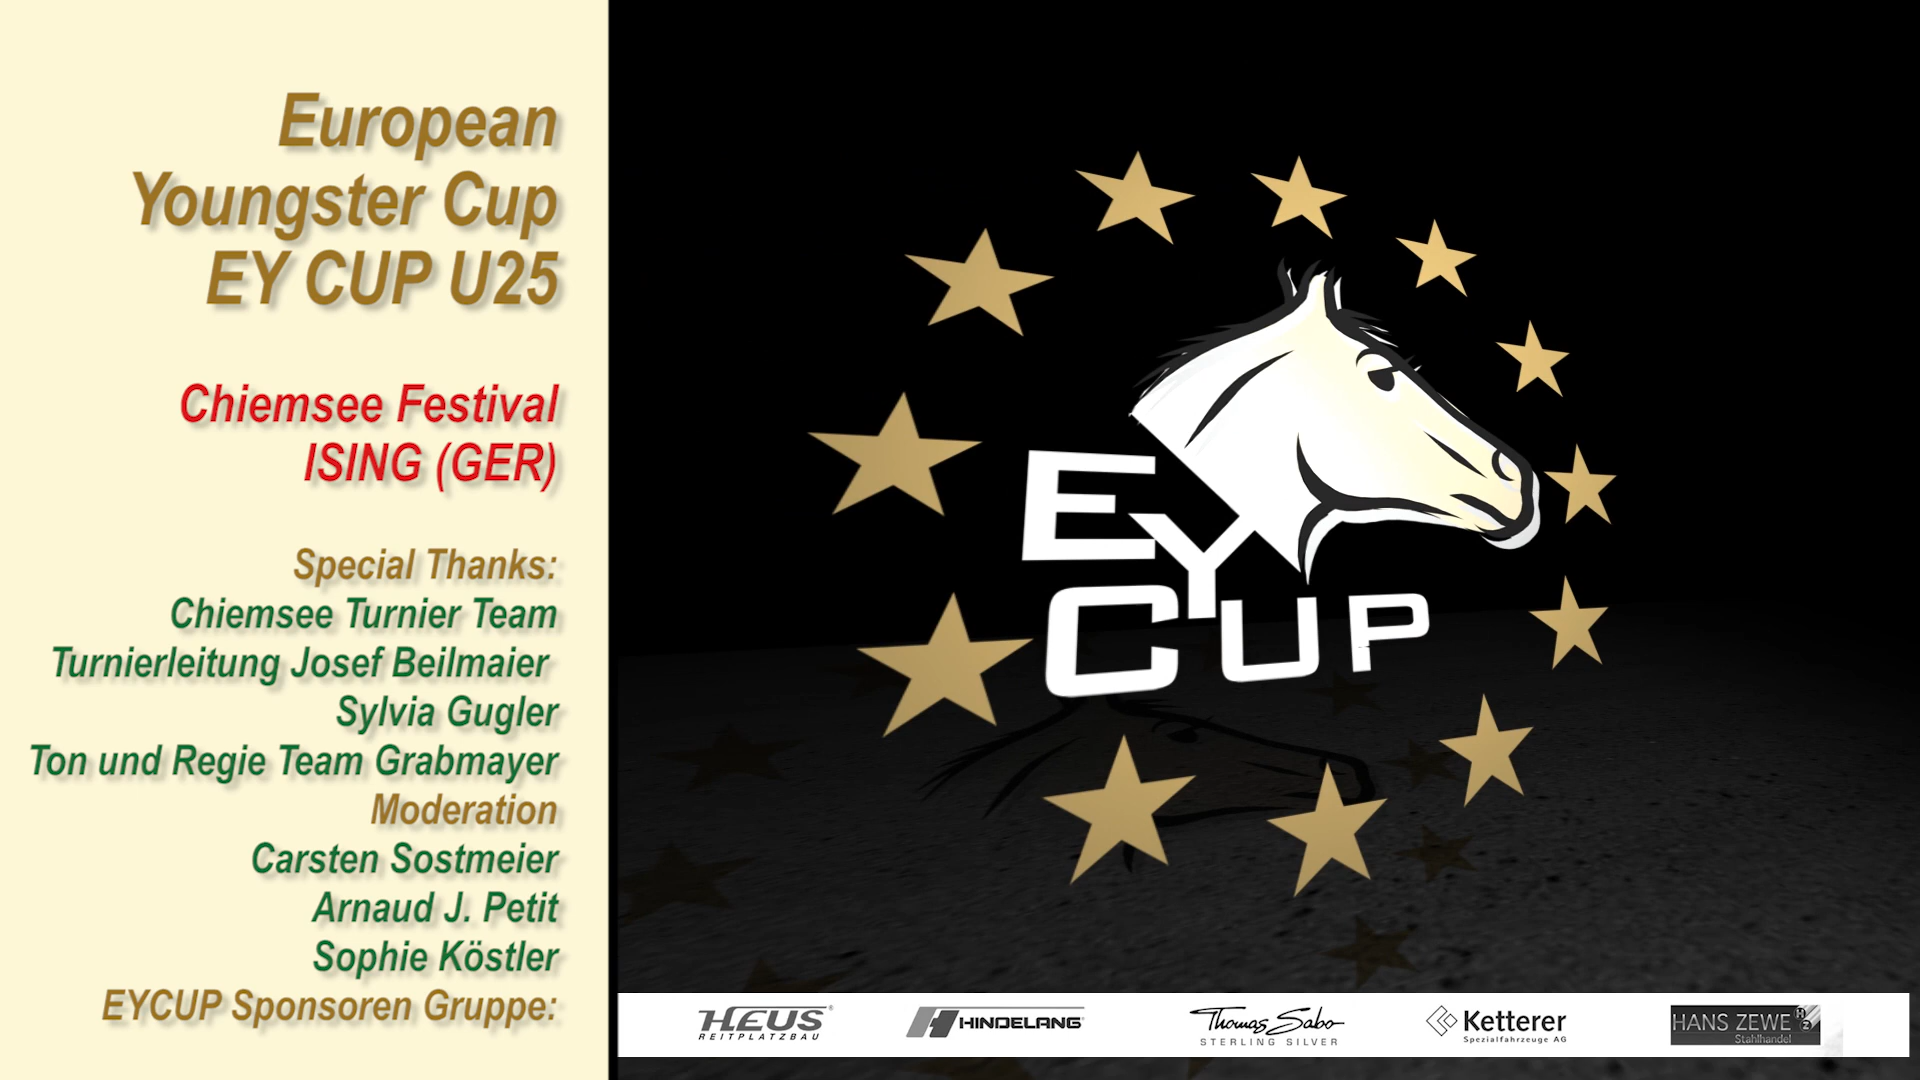 European
Youngster Cup
EY CUP U25
Chiemsee Festival
ISING (GER)
Special Thanks:
Chiemsee Turnier Team
Turnierleitung Josef Beilmaier
Sylvia Gugler
Ton und Regie Team Grabmayer
Moderation
Carsten Sostmeier
Arnaud J. Petit
Sophie Köstler
EYCUP Sponsoren Gruppe:
EY
CUP
HEUS®
REITPLATZBAU
HINDELANG
Thomas Sabo
STERLING SILVER
Ketterer
Spezialfahrzeuge AG
HANS ZEWE HZ
Stahlhandel